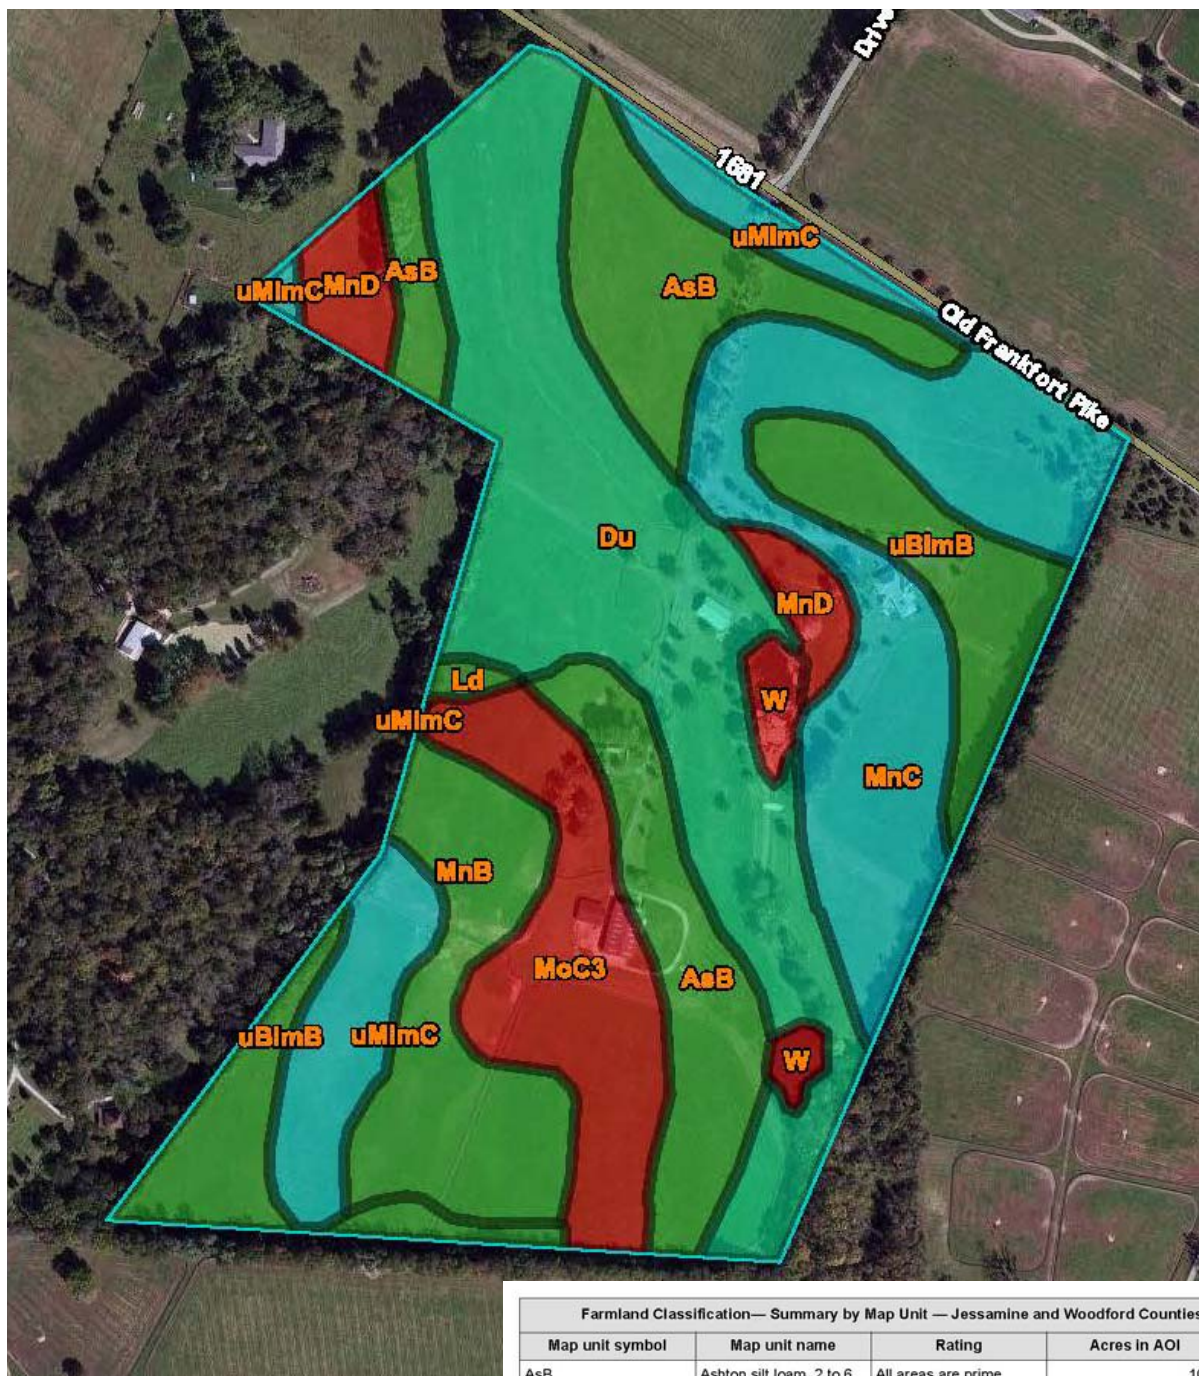 Drive
1681
uMlmC
AsB
uMlmC
MnD
AsB
Old Frankfort Pike
Du
uBlmB
MnD
Ld
W
uMlmC
MnC
MnB
MoC3
AsB
uBlmB
uMlmC
W
Farmland Classification— Summary by Map Unit — Jessamine and Woodford Counties
Map unit symbol
Map unit name
Rating
Acres in AOI
AsB
Ashton silt loam, 2 to 6
All areas are prime